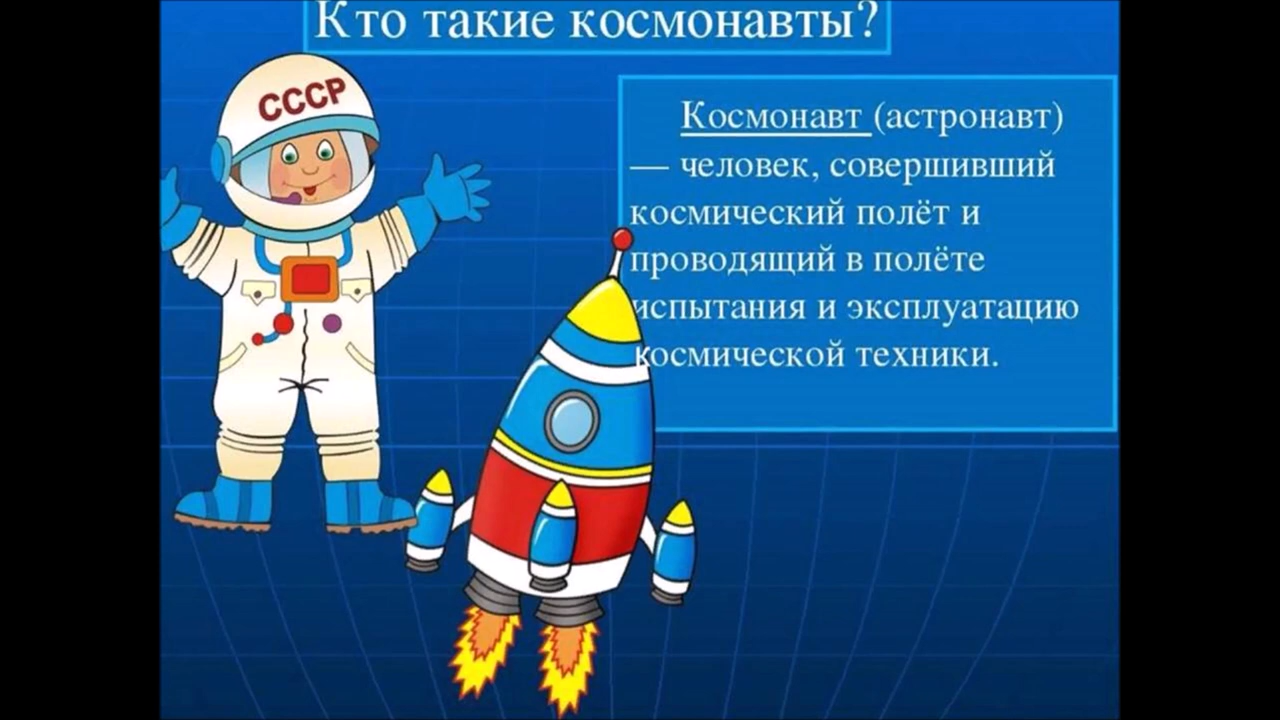 Кто такие космонавты?
СССР
Космонавт (астронавт)
— человек, совершивший
космический полёт и
проводящий в полёте
испытания и эксплуатацию
космической техники.